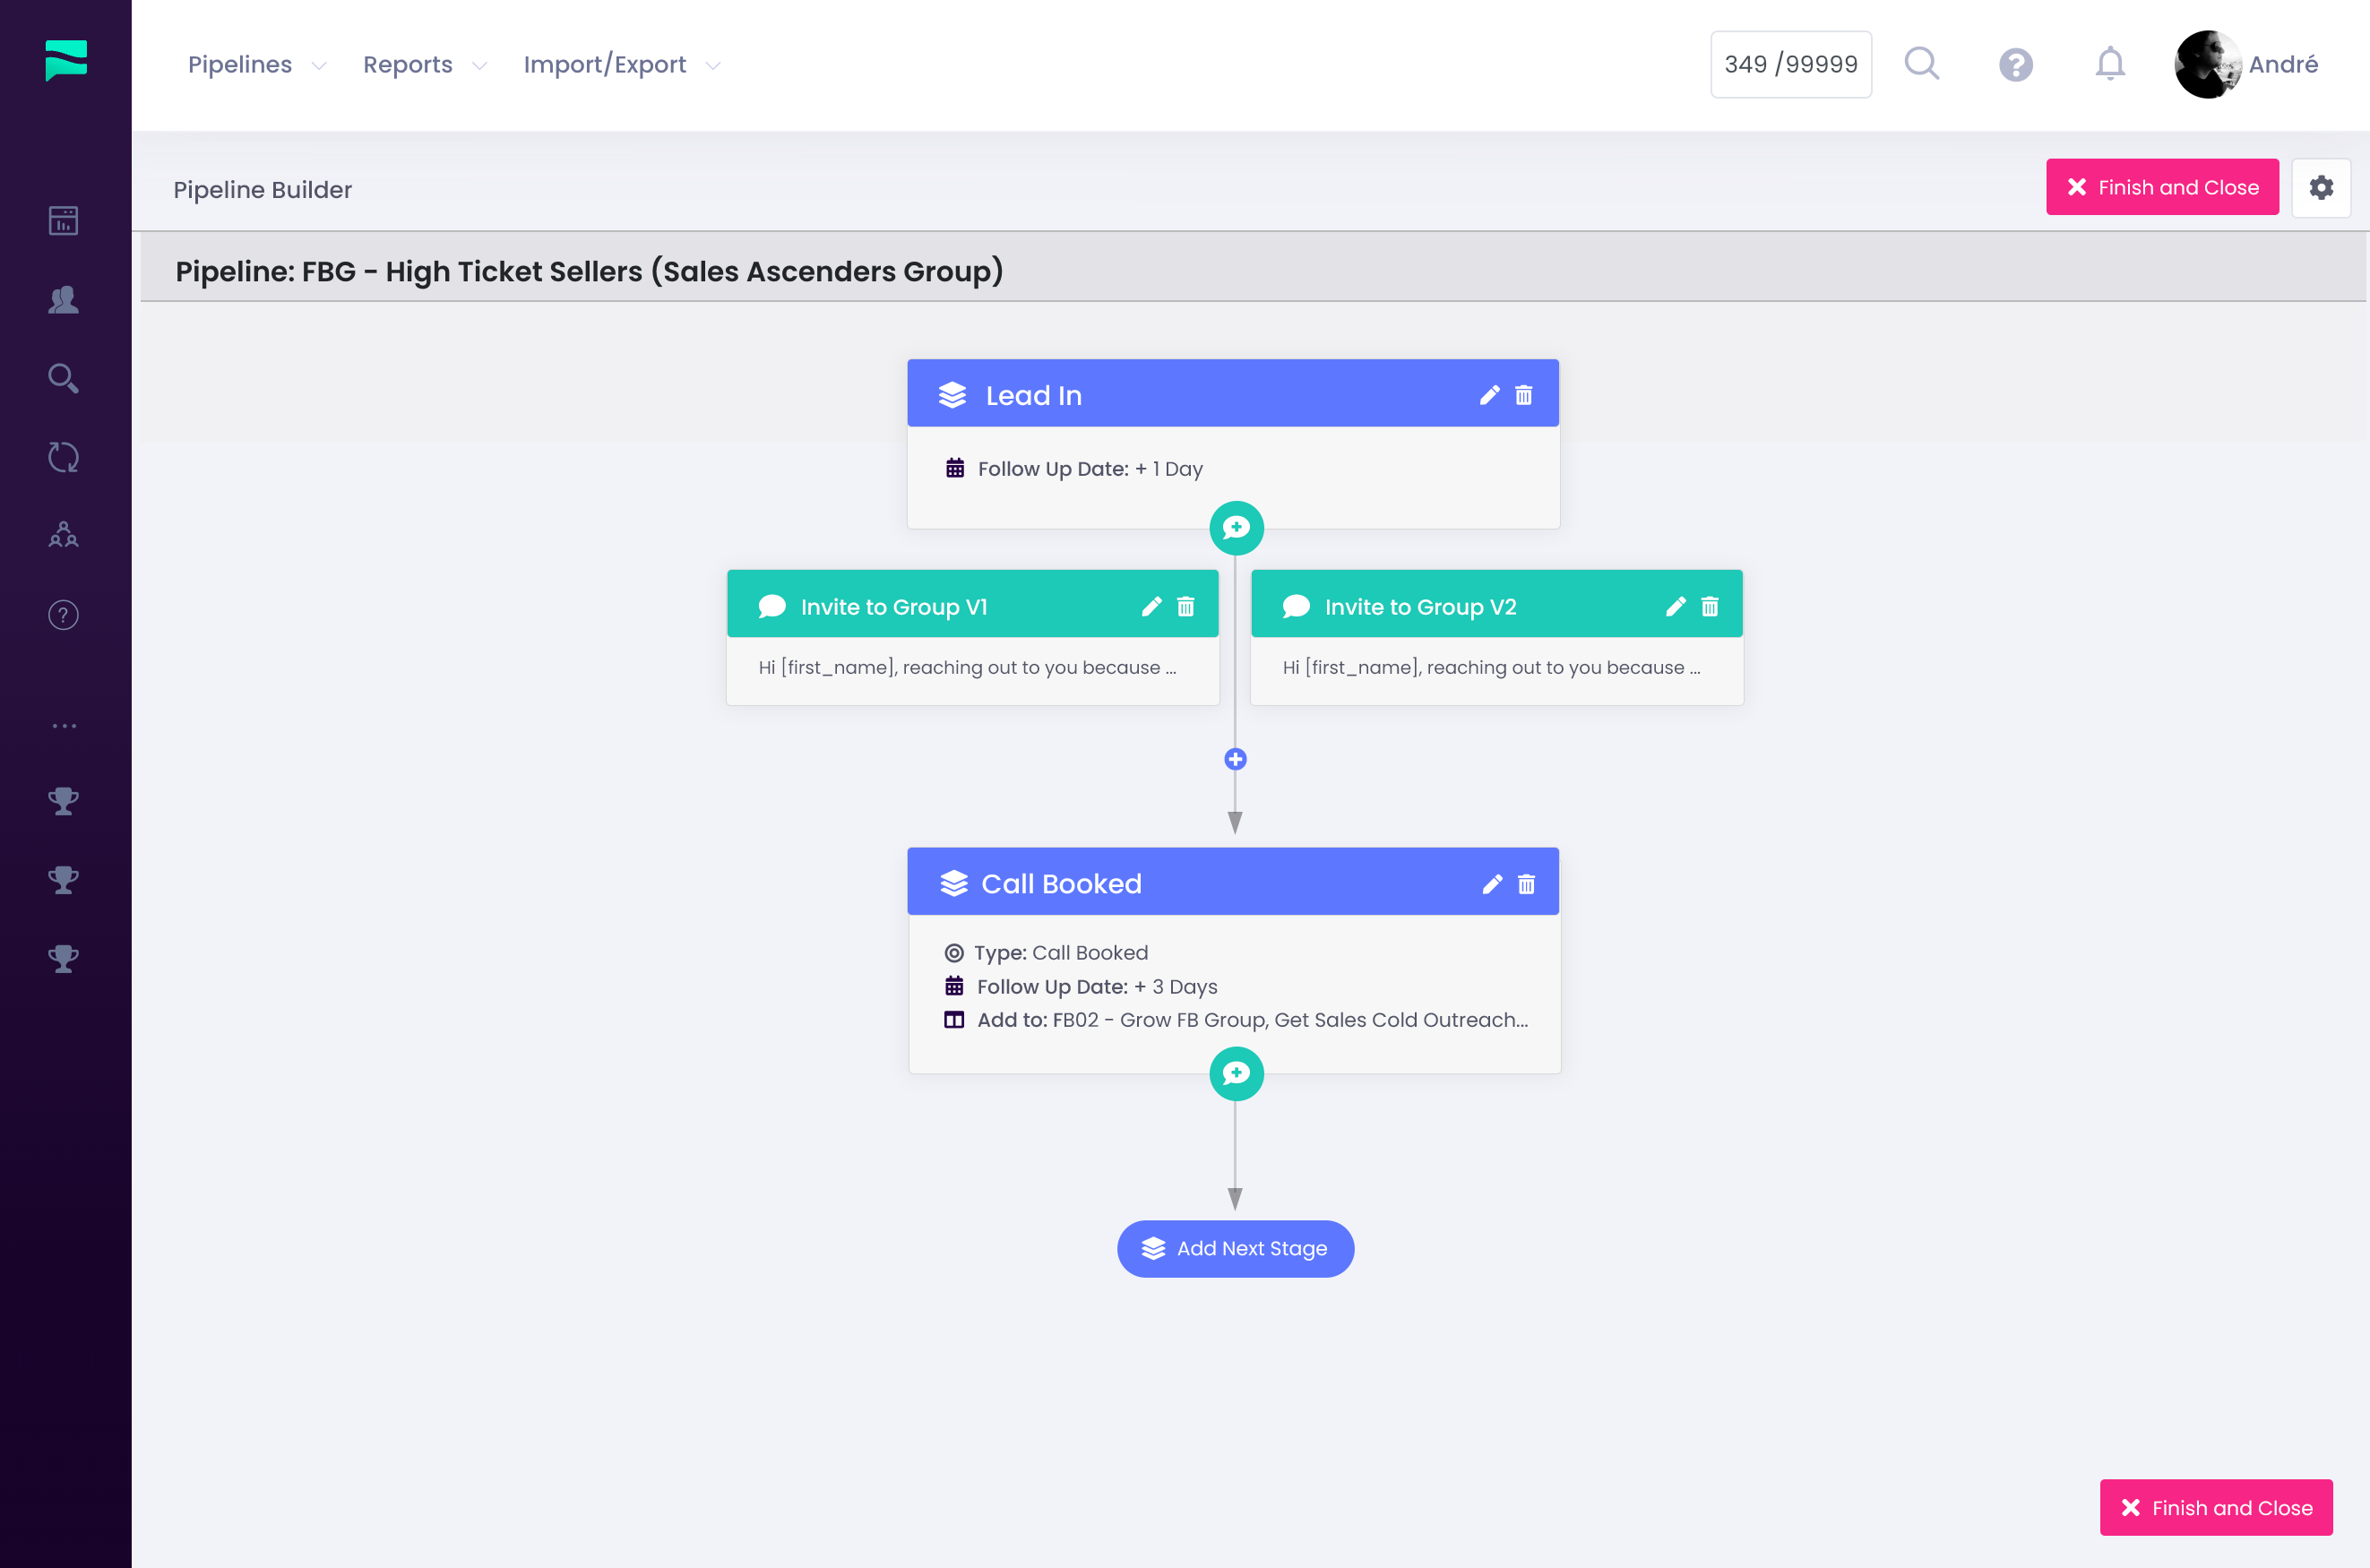 Pipelines Reports Import/Export 349 /99999 André
Pipeline Builder Finish and Close
Pipeline: FBG - High Ticket Sellers (Sales Ascenders Group)
Lead In
Follow Up Date: + 1 Day
Invite to Group V1 Invite to Group V2
Hi [first_name], reaching out to you because ... Hi [first_name], reaching out to you because ...
Call Booked
Type: Call Booked
Follow Up Date: + 3 Days
Add to: FB02 - Grow FB Group, Get Sales Cold Outreach...
Add Next Stage
Finish and Close